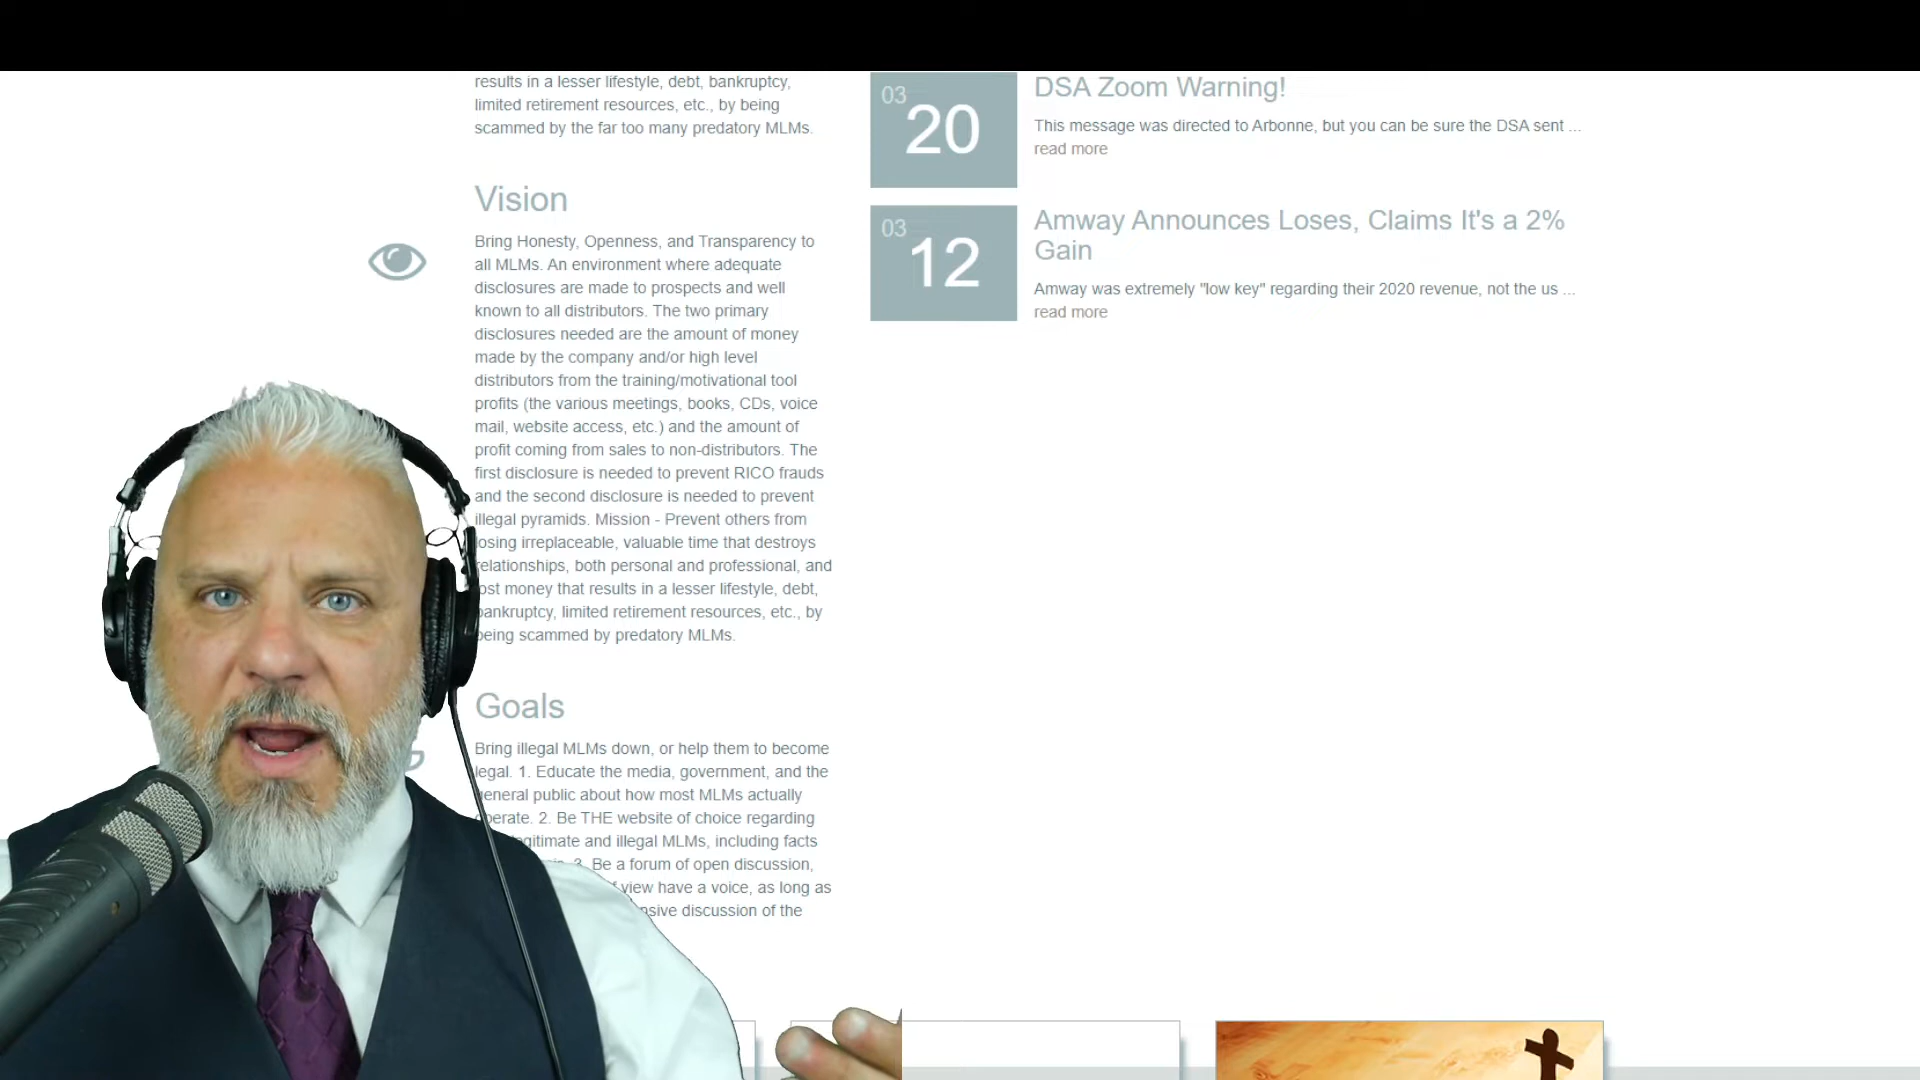 results in a lesser lifestyle, debt, bankruptcy,
limited retirement resources, etc., by being
scammed by the far too many predatory MLMs.
Vision
Bring Honesty, Openness, and Transparency to
all MLMs. An environment where adequate
disclosures are made to prospects and well
known to all distributors. The two primary
disclosures needed are the amount of money
made by the company and/or high level
distributors from the training/motivational tool
profits (the various meetings, books, CDs, voice
mail, website access, etc.) and the amount of
profit coming from sales to non-distributors. The
first disclosure is needed to prevent RICO frauds
and the second disclosure is needed to prevent
illegal pyramids. Mission - Prevent others from
losing irreplaceable, valuable time that destroys
relationships, both personal and professional, and
ost money that results in a lesser lifestyle, debt,
bankruptcy, limited retirement resources, etc., by
being scammed by predatory MLMs.
Goals
Bring illegal MLMs down, or help them to become
legal. 1. Educate the media, government, and the
general public about how most MLMs actually
operate. 2. Be THE website of choice regarding
legitimate and illegal MLMs, including facts
3. Be a forum of open discussion,
view have a voice, as long as
discussion of the
03
20
DSA Zoom Warning!
This message was directed to Arbonne, but you can be sure the DSA sent ...
read more
03
12
Amway Announces Loses, Claims It's a 2%
Gain
Amway was extremely "low key" regarding their 2020 revenue, not the us ...
read more